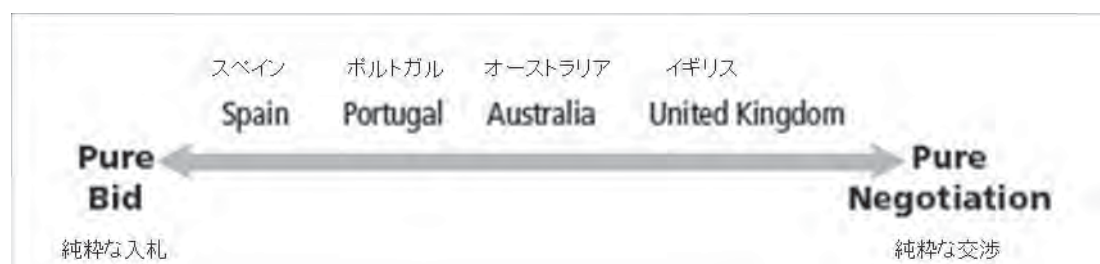 スペイン ポルトガル オーストラリア イギリス
Spain Portugal Australia United Kingdom
Pure Pure
Bid Negotiation
純粋な入札 純粋な交渉